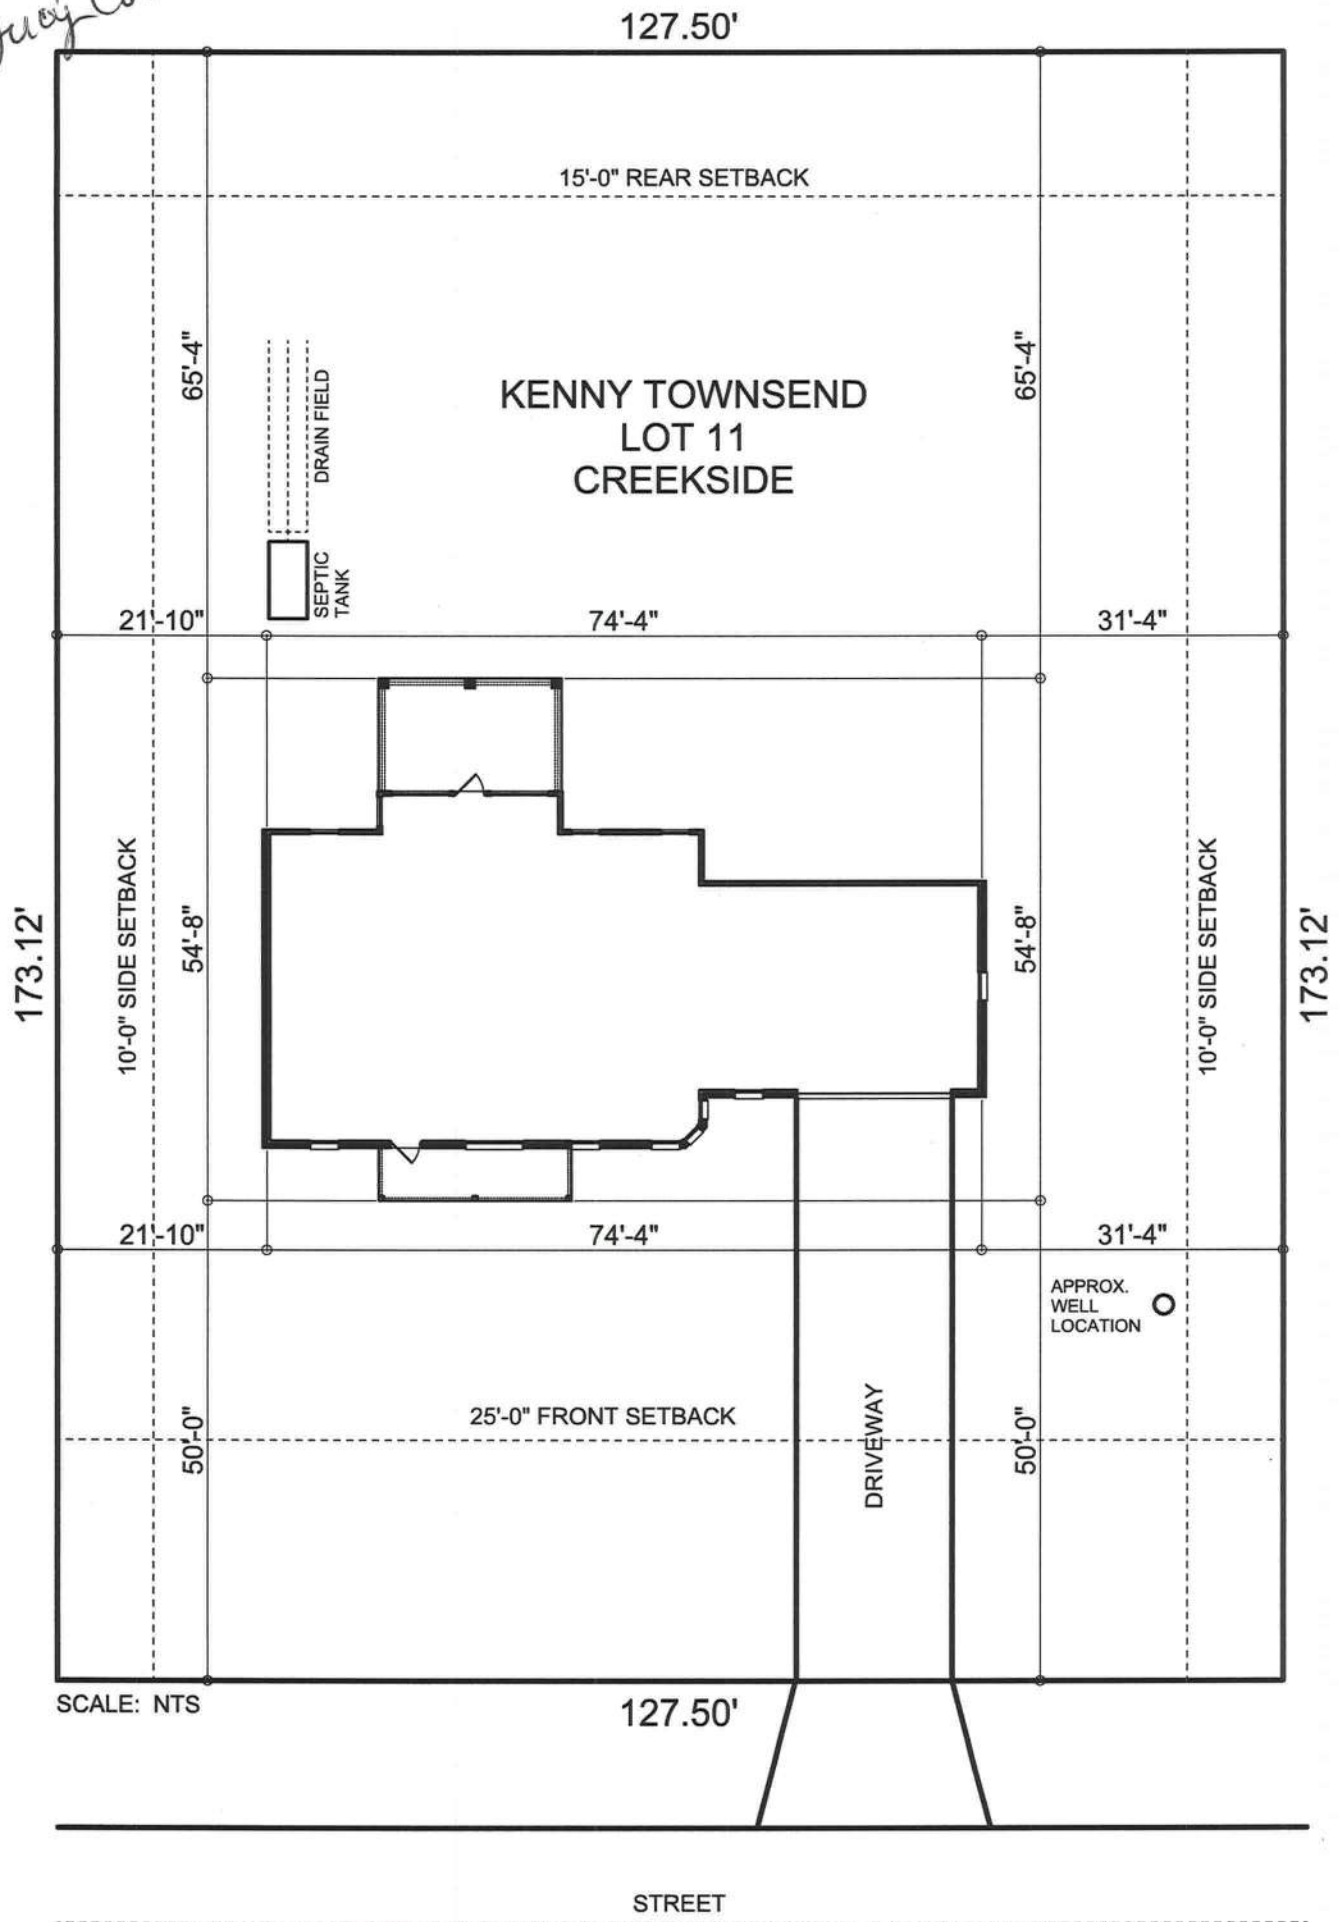 127.50'
15'-0" REAR SETBACK
65'-4"
65'-4"
DRAIN FIELD
KENNY TOWNSEND
LOT 11
CREEKSIDE
SEPTIC
TANK
21'-10"
74'-4"
31'-4"
173.12'
10'-0" SIDE SETBACK
54'-8"
54'-8"
10'-0" SIDE SETBACK
173.12'
21'-10"
74'-4"
31'-4"
APPROX.
WELL
LOCATION
25'-0" FRONT SETBACK
50'-0"
DRIVEWAY
50'-0"
SCALE: NTS
127.50'
STREET